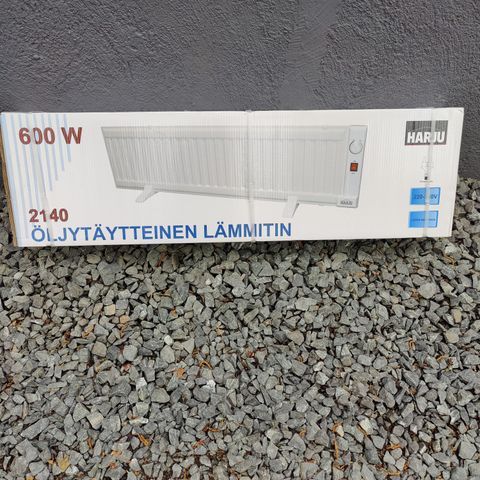 600 W
HARJU
2140
ÖLJYTÄYTTEINEN LÄMMITIN